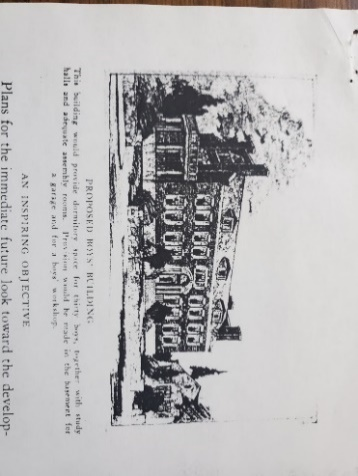 PROPOSED BOYS' BUILDING
This building would provide dormitory space for thirty boys, together with study
halls and adequate assembly rooms. Provision would be made in the basement for
a garage and for a boys workshop.
AN INSPIRING OBJECTIVE
Plans for the immediate future look toward the develop-